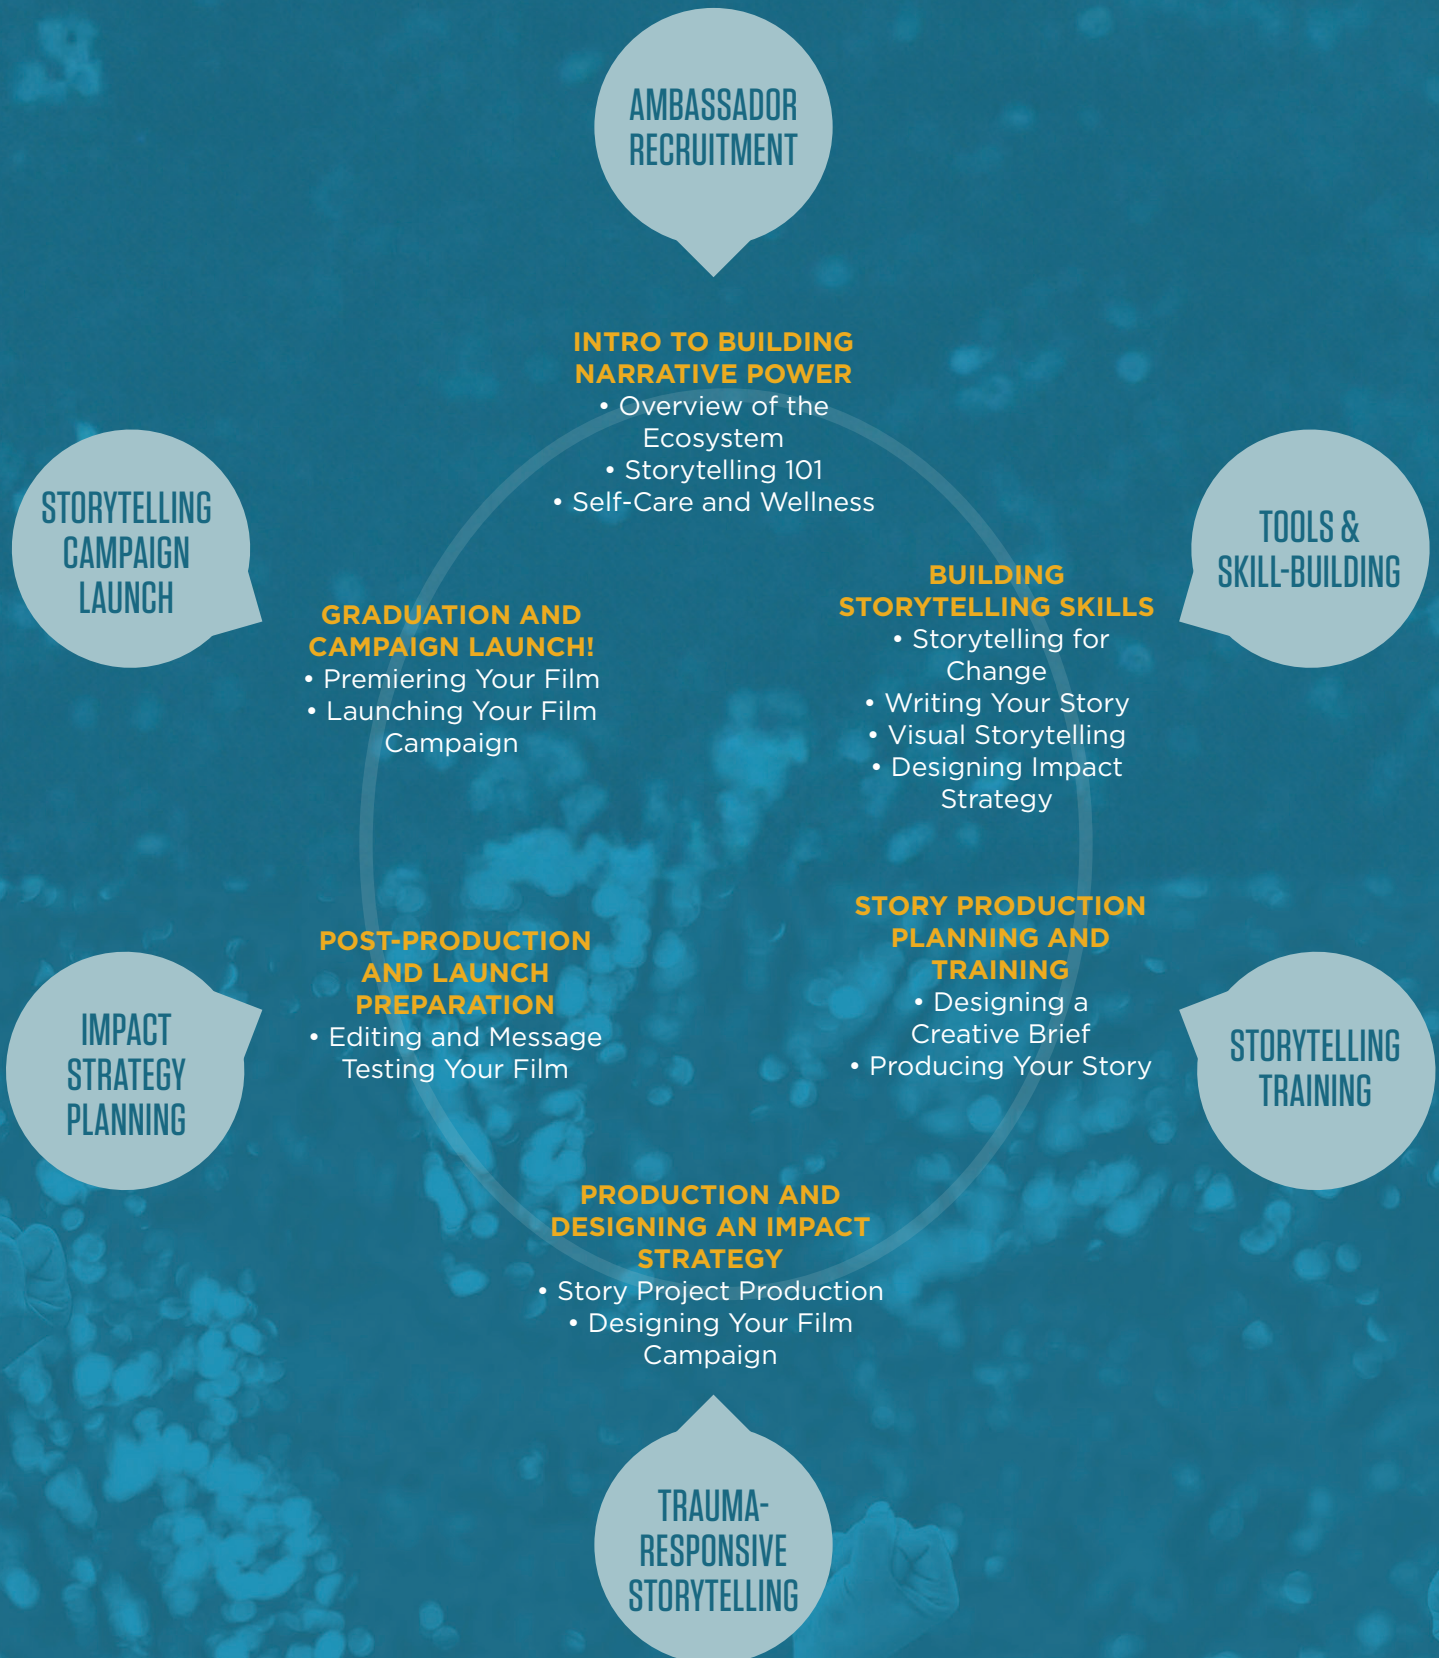 AMBASSADOR
RECRUITMENT
INTRO TO BUILDING
NARRATIVE POWER
• Overview of the
Ecosystem
• Storytelling 101
• Self-Care and Wellness
TOOLS &
SKILL-BUILDING
BUILDING
STORYTELLING SKILLS
• Storytelling for
Change
• Writing Your Story
• Visual Storytelling
• Designing Impact
Strategy
STORYTELLING
TRAINING
STORY PRODUCTION
PLANNING AND
TRAINING
• Designing a
Creative Brief
• Producing Your Story
TRAUMA-
RESPONSIVE
STORYTELLING
PRODUCTION AND
DESIGNING AN IMPACT
STRATEGY
• Story Project Production
• Designing Your Film
Campaign
IMPACT
STRATEGY
PLANNING
POST-PRODUCTION
AND LAUNCH
PREPARATION
• Editing and Message
Testing Your Film
STORYTELLING
CAMPAIGN
LAUNCH
GRADUATION AND
CAMPAIGN LAUNCH!
• Premiering Your Film
• Launching Your Film
Campaign